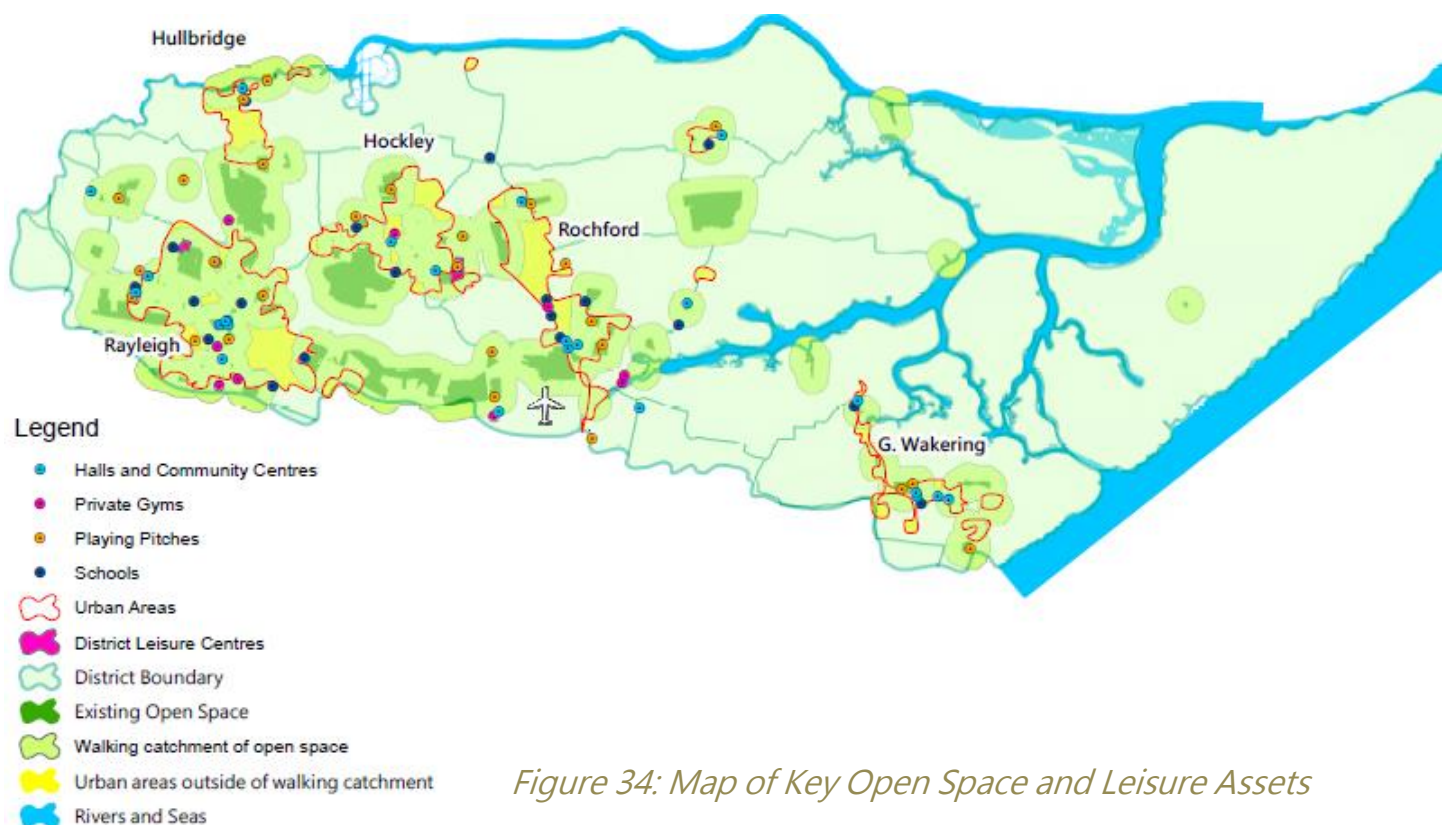 Hullbridge
Hockley
Rochford
Rayleigh
G. Wakering
Legend
Halls and Community Centres
Private Gyms
Playing Pitches
Schools
Urban Areas
District Leisure Centres
District Boundary
Existing Open Space
Walking catchment of open space
Urban areas outside of walking catchment
Rivers and Seas
Figure 34: Map of Key Open Space and Leisure Assets